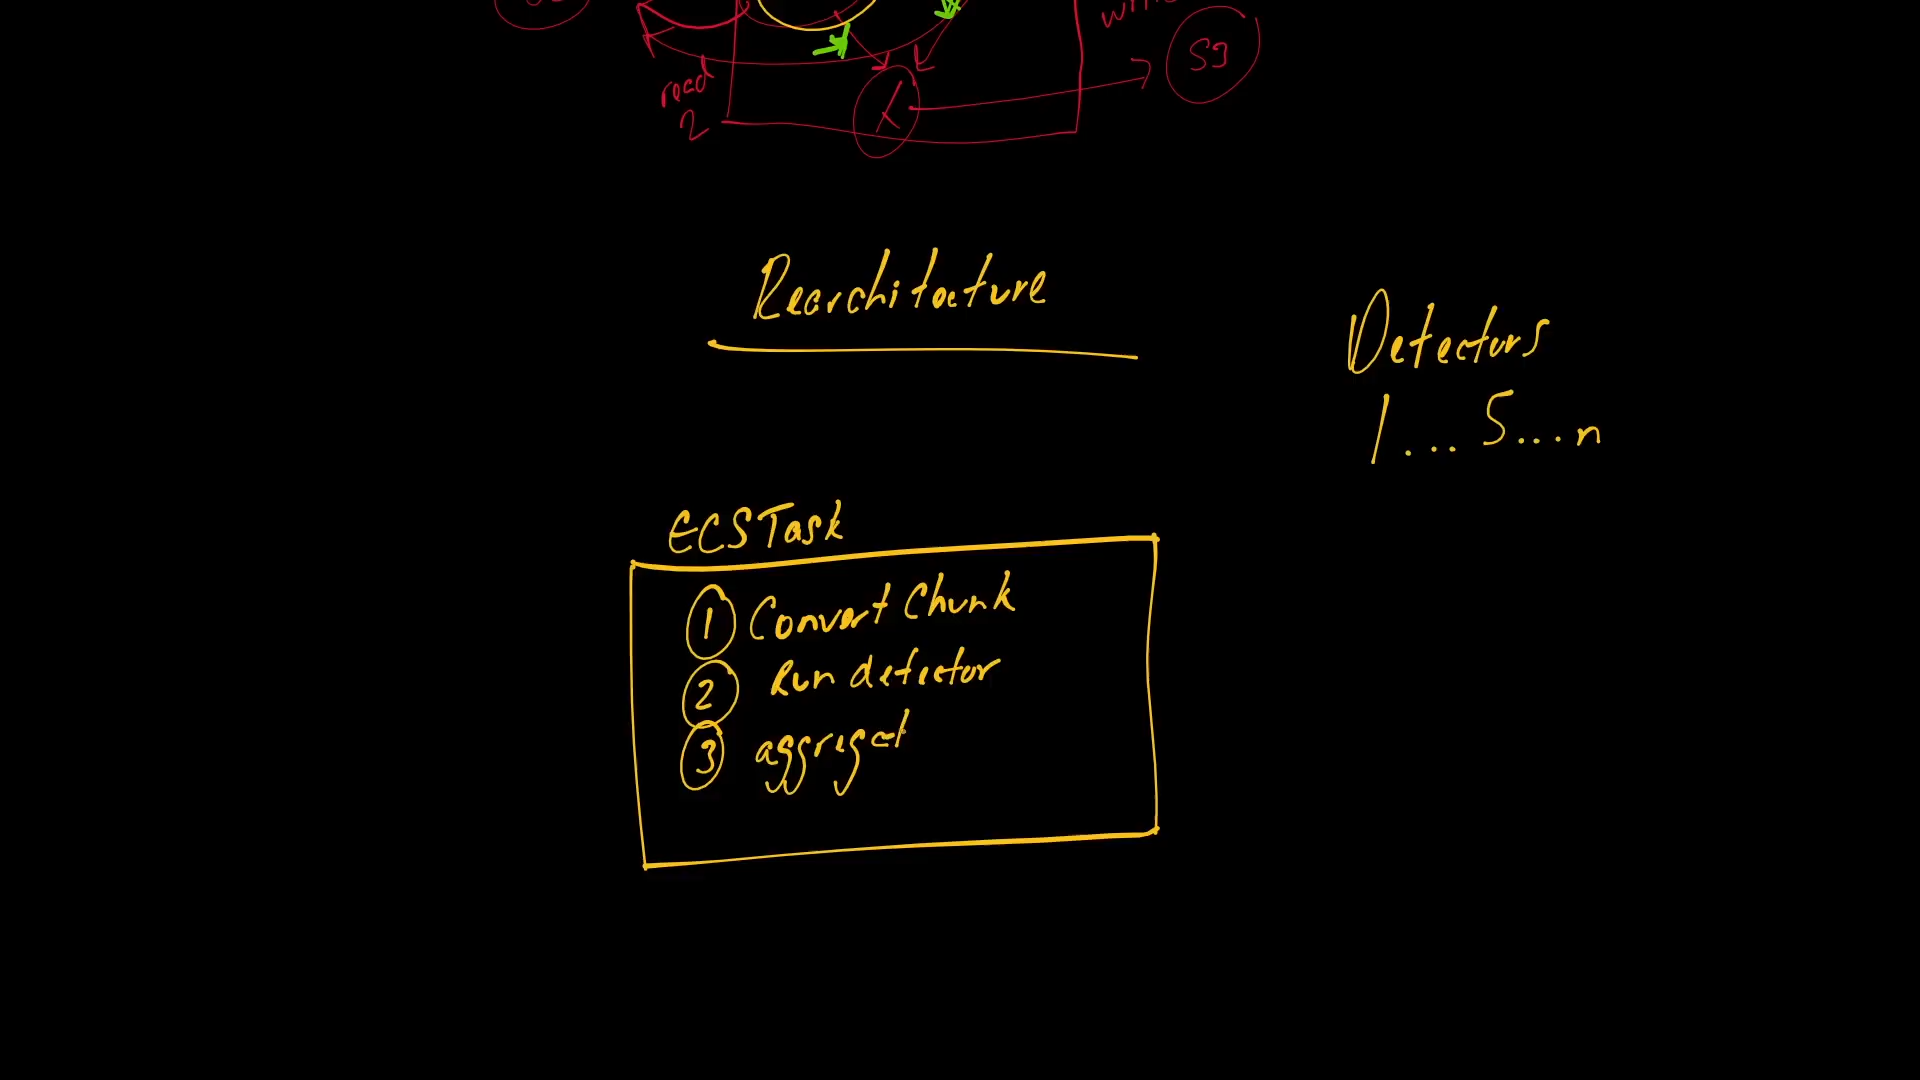 S3
read
2
Rearchitecture
Detectors
1 ... 5 ... n
ECS Task
1 Convert Chunk
2 Run detector
3 aggregat